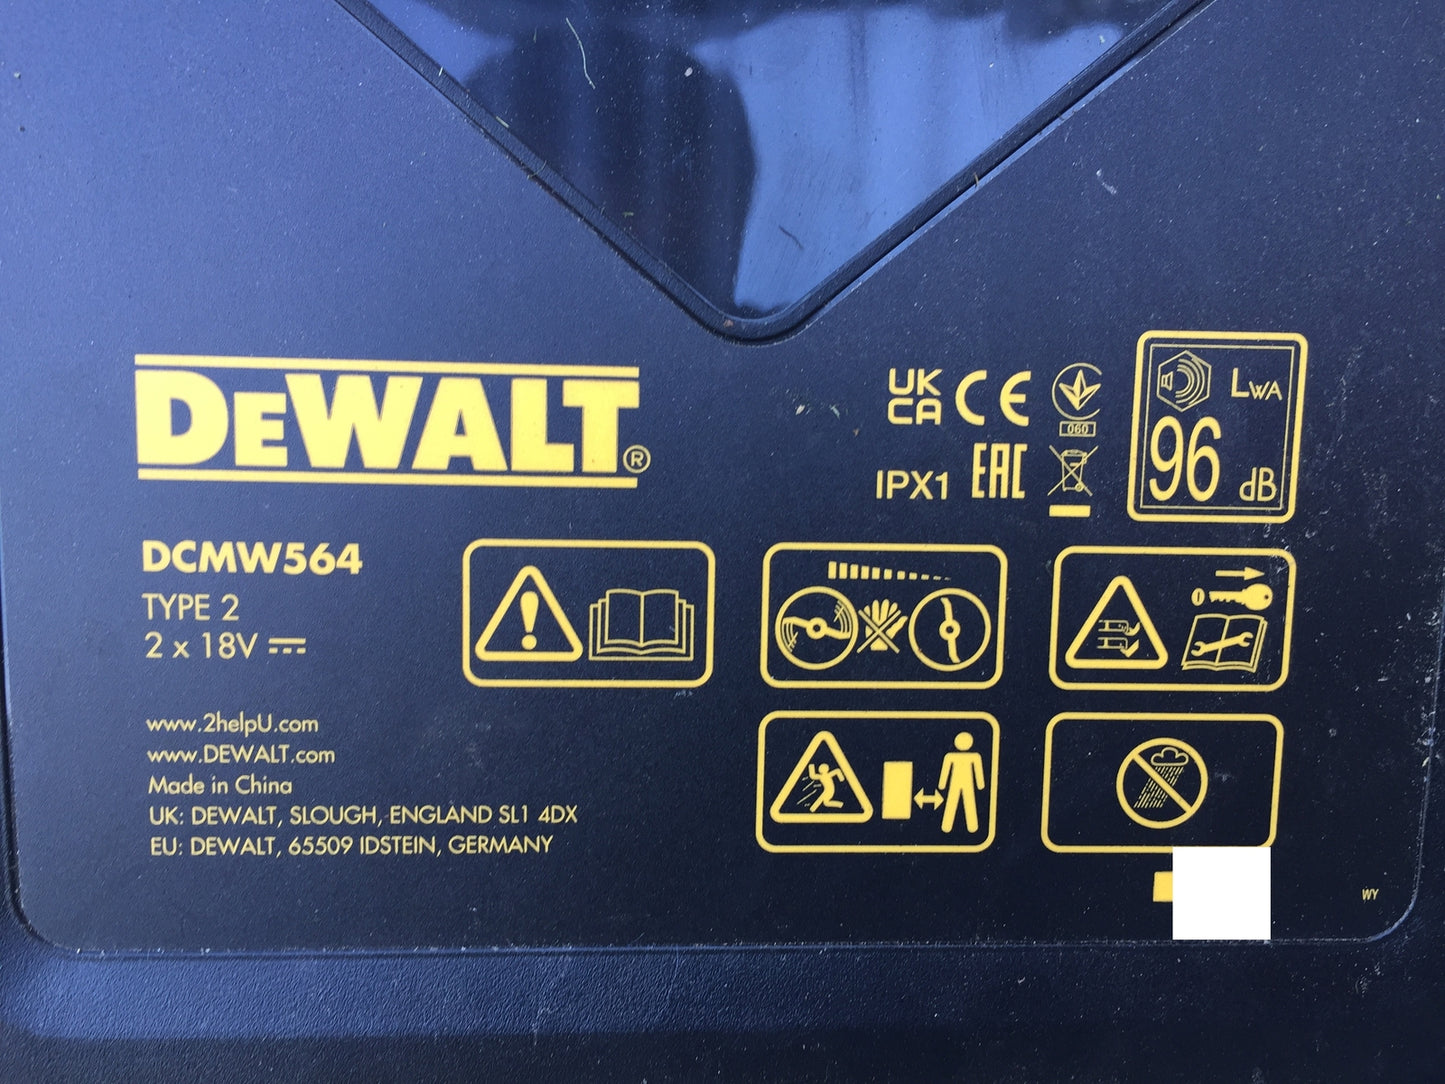 DEWALT®
DCMW564
TYPE 2
2 x 18V
www.2helpU.com
www.DEWALT.com
Made in China
UK: DEWALT, SLOUGH, ENGLAND SL1 4DX
EU: DEWALT, 65509 IDSTEIN, GERMANY
UK
CA
CE
060
IPX1
EAC
LWA
96
dB
WY